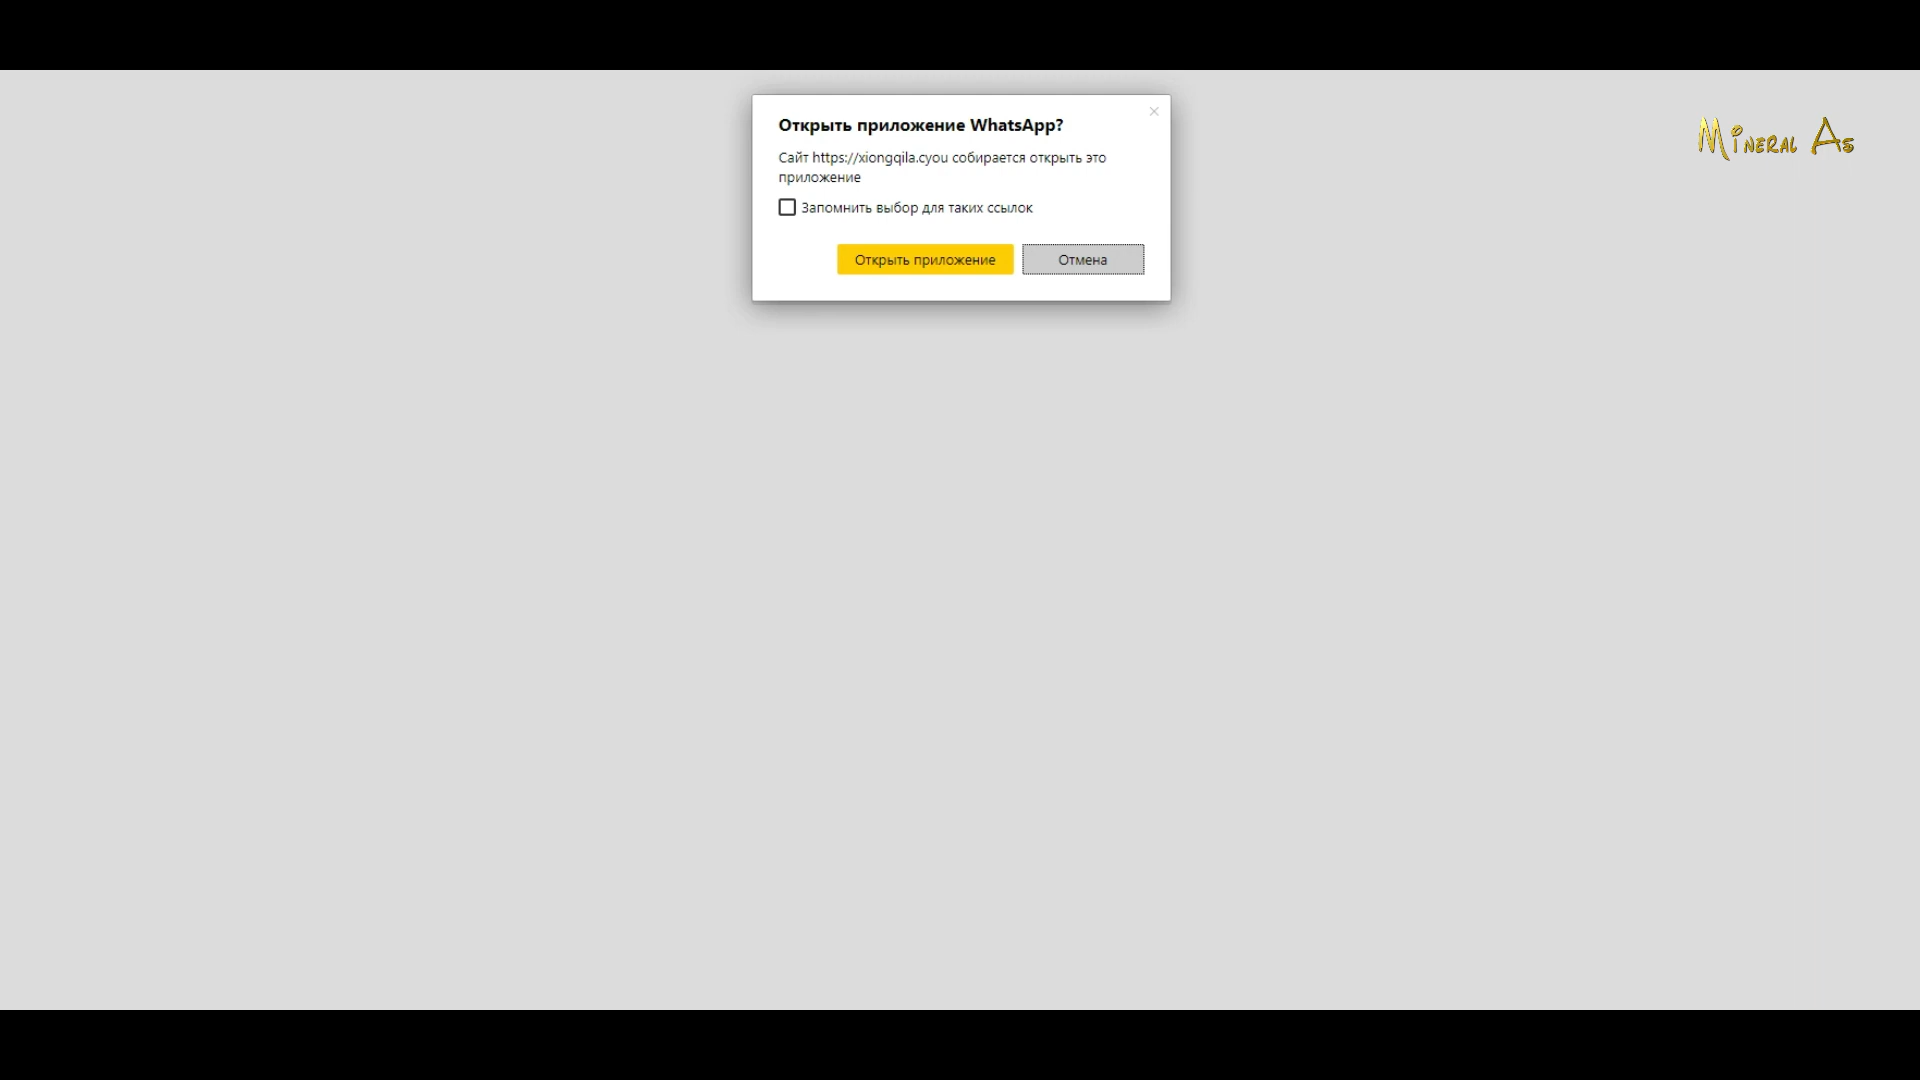 Открыть приложение WhatsApp?
Сайт https://xiongqila.cyou собирается открыть это
приложение
Запомнить выбор для таких ссылок
Открыть приложение
Отмена
Mineral As